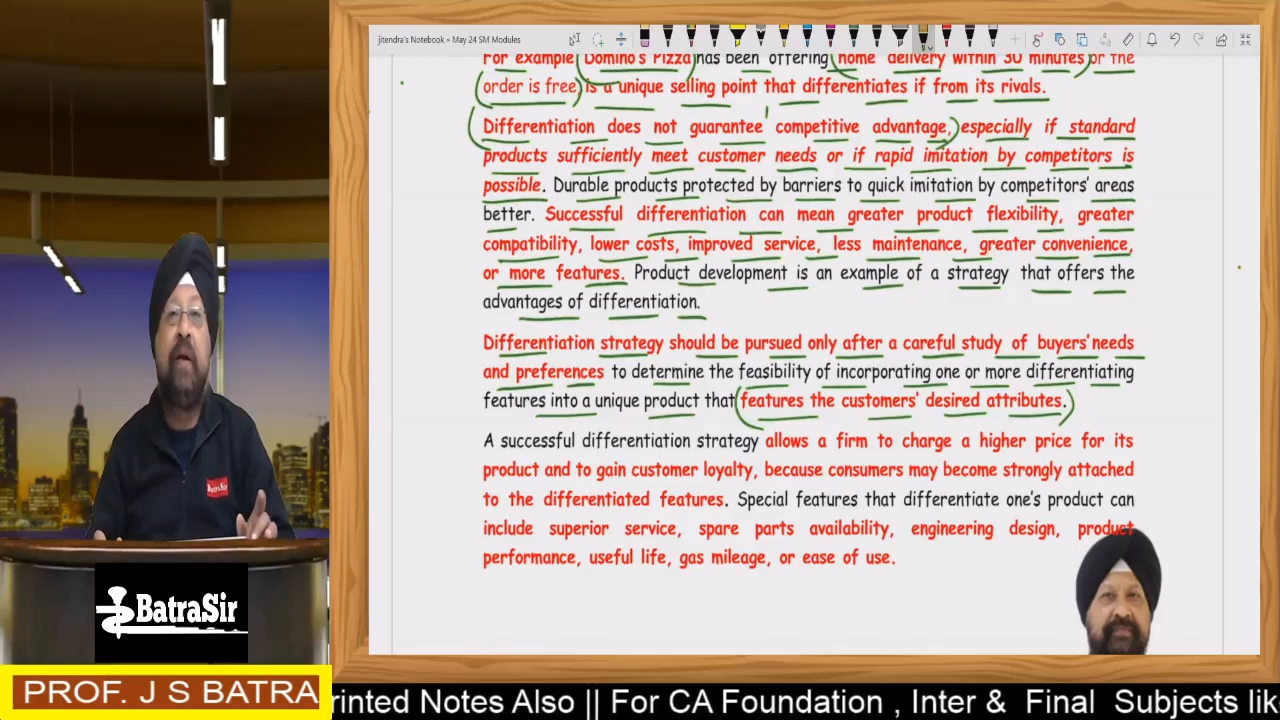 jitendra's Notebook » May 24 SM Modules
For example Domino's Pizza has been offering home delivery within 30 minutes or the
order is free, is a unique selling point that differentiates if from its rivals.
Differentiation does not guarantee competitive advantage, especially if standard
products sufficiently meet customer needs or if rapid imitation by competitors is
possible. Durable products protected by barriers to quick imitation by competitors' areas
better. Successful differentiation can mean greater product flexibility, greater
compatibility, lower costs, improved service, less maintenance, greater convenience,
or more features. Product development is an example of a strategy that offers the
advantages of differentiation.
Differentiation strategy should be pursued only after a careful study of buyers' needs
and preferences to determine the feasibility of incorporating one or more differentiating
features into a unique product that features the customers' desired attributes.
A successful differentiation strategy allows a firm to charge a higher price for its
product and to gain customer loyalty, because consumers may become strongly attached
to the differentiated features. Special features that differentiate one's product can
include superior service, spare parts availability, engineering design, product
performance, useful life, gas mileage, or ease of use.
BatraSir
BatraSir
PROF. J S BATRA
rinted Notes Also || For CA Foundation , Inter & Final Subjects lik